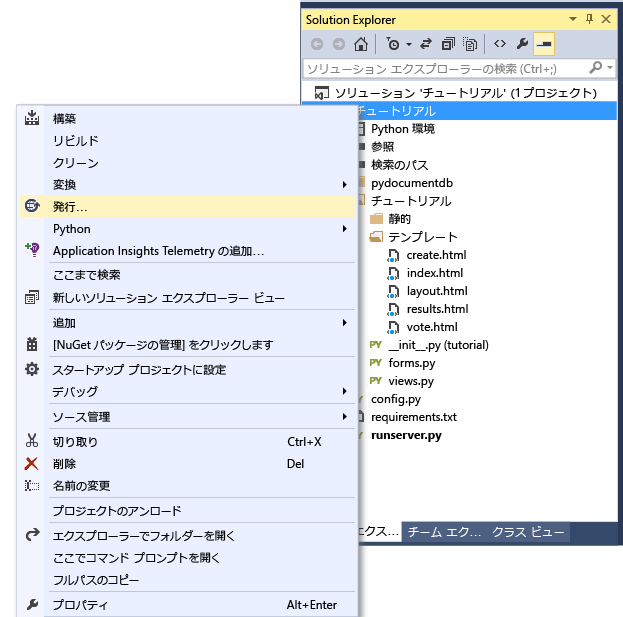 Solution Explorer
ソリューション エクスプローラーの検索 (Ctrl+;)
ソリューション 'チュートリアル' (1 プロジェクト)
チュートリアル
Python 環境
参照
検索のパス
pydocumentdb
チュートリアル
静的
テンプレート
create.html
index.html
layout.html
results.html
vote.html
PY __init__.py (tutorial)
PY forms.py
PY views.py
config.py
requirements.txt
runserver.py
エクス... チーム エク... クラス ビュー
構築
リビルド
クリーン
変換
発行...
Python
Application Insights Telemetry の追加...
ここまで検索
新しいソリューション エクスプローラー ビュー
追加
[NuGet パッケージの管理] をクリックします
スタートアップ プロジェクトに設定
デバッグ
ソース管理
切り取り Ctrl+X
削除 Del
名前の変更
プロジェクトのアンロード
エクスプローラーでフォルダーを開く
ここでコマンド プロンプトを開く
フルパスのコピー
プロパティ Alt+Enter